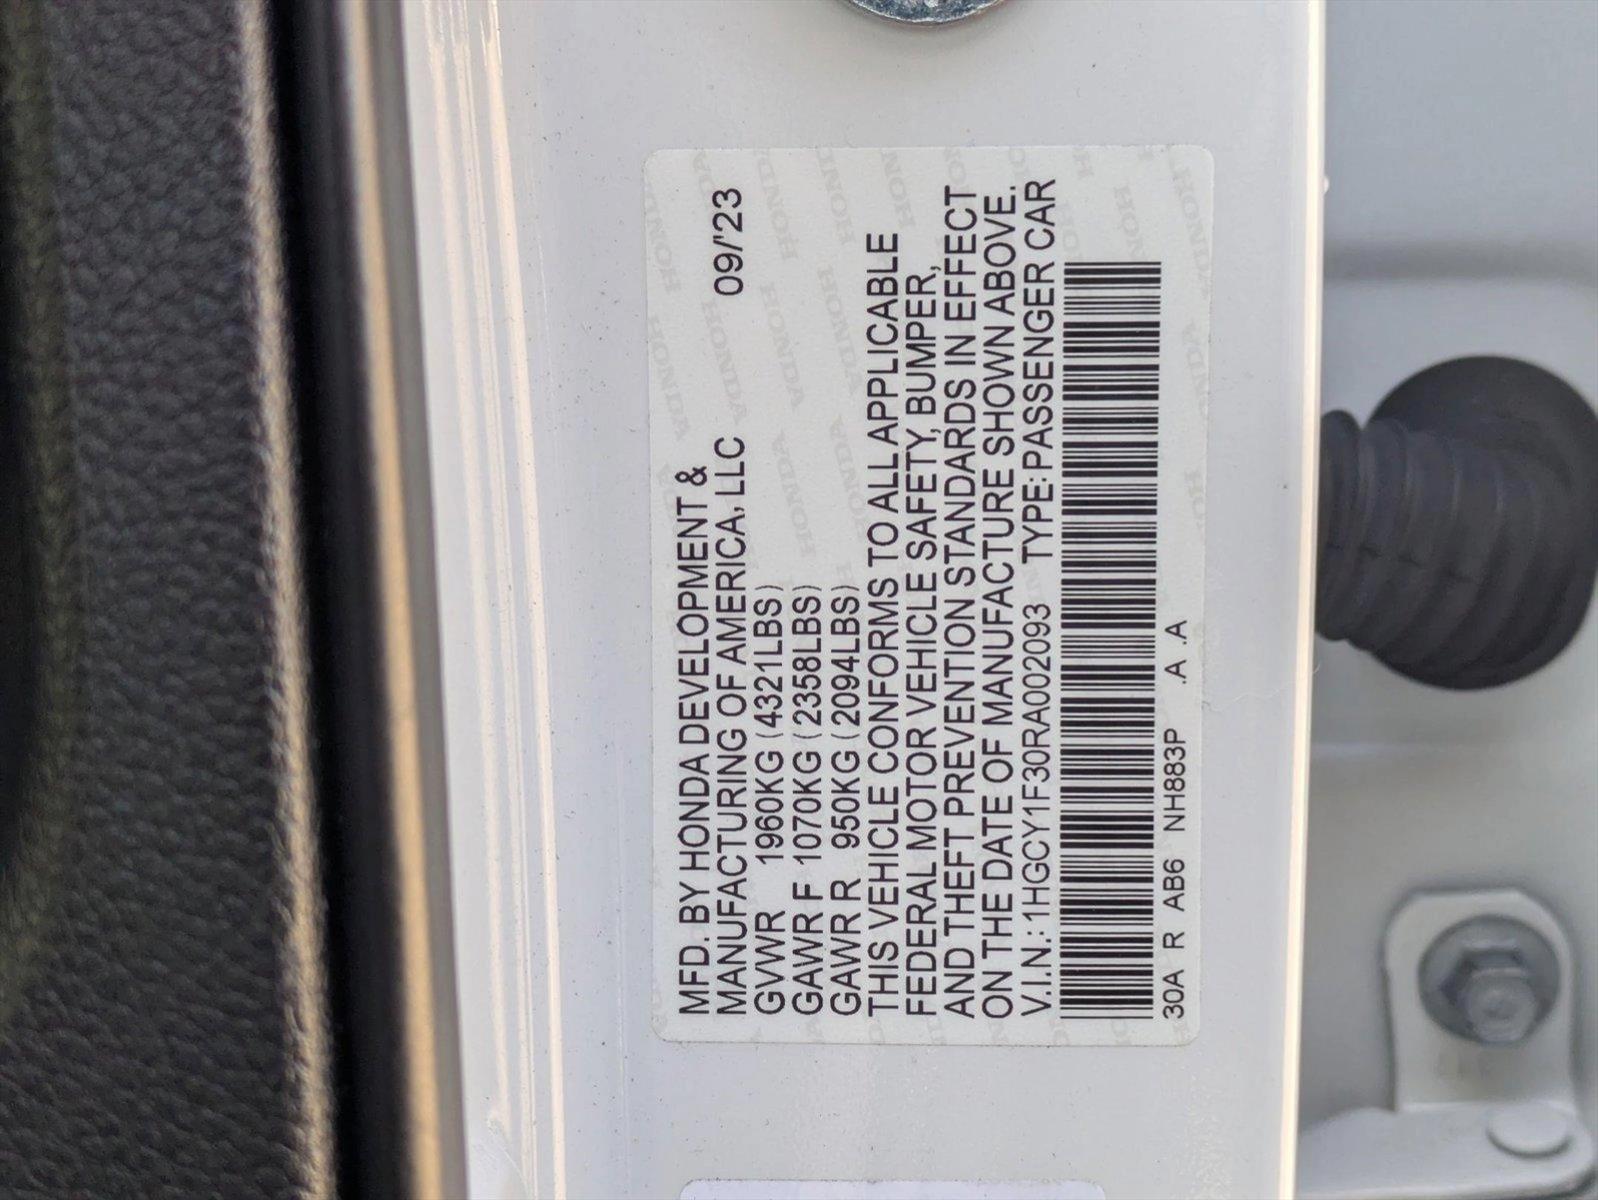 MFD. BY HONDA DEVELOPMENT &
MANUFACTURING OF AMERICA, LLC 09/'23
GVWR 1960KG (4321LBS)
GAWR F 1070KG (2358LBS)
GAWR R 950KG (2094LBS)
THIS VEHICLE CONFORMS TO ALL APPLICABLE
FEDERAL MOTOR VEHICLE SAFETY, BUMPER,
AND THEFT PREVENTION STANDARDS IN EFFECT
ON THE DATE OF MANUFACTURE SHOWN ABOVE.
V.I.N.: 1HGCY1F30RA002093 TYPE: PASSENGER CAR
30A R AB6 NH883P .A .A